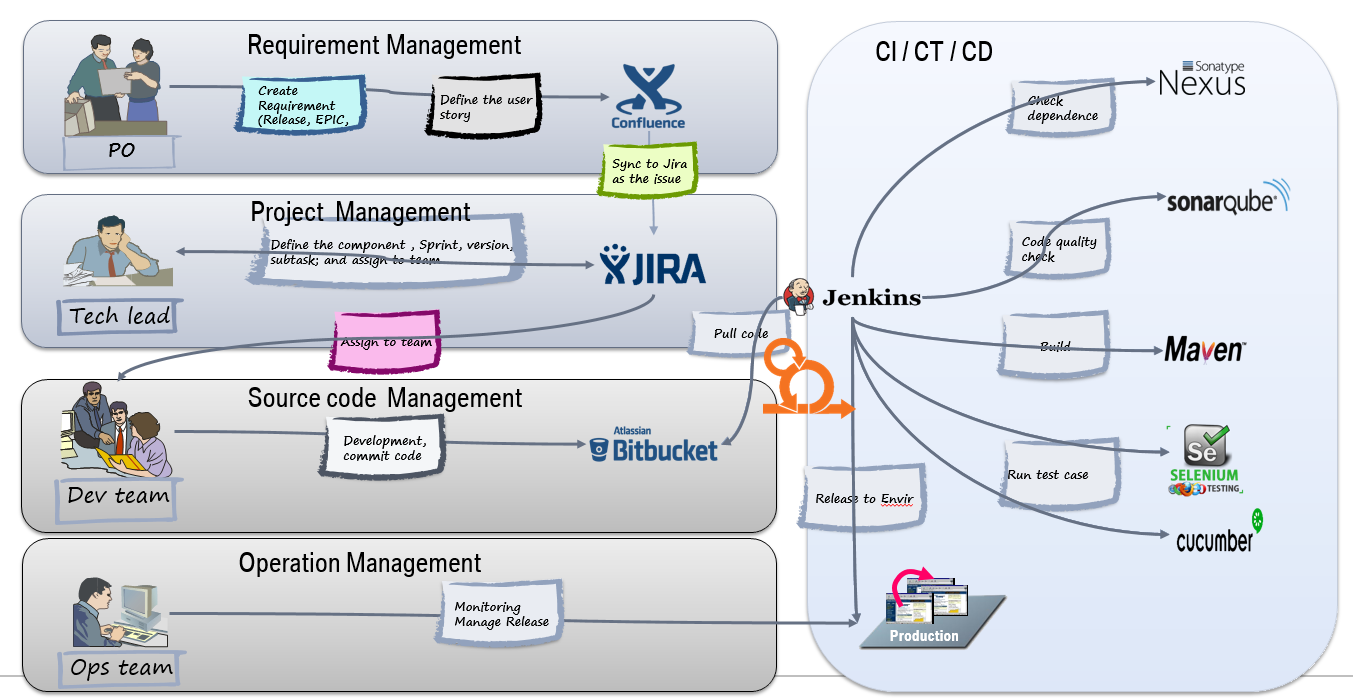 Requirement Management
Create
Requirement
(Release, EPIC,
Define the user
story
Confluence
PO
Sync to Jira
as the issue
Project  Management
Define the component , Sprint, version,
subtask; and assign to team
JIRA
Tech lead
Assign to team
Pull code
Source code  Management
Development,
commit code
Atlassian
Bitbucket
Dev team
Operation Management
Monitoring
Manage Release
Ops team
CI / CT / CD
Sonatype
Nexus
Check
dependence
sonarqube
Code quality
check
Jenkins
Build
Maven™
Se
SELENIUM
TESTING
Run test case
Release to Envir
cucumber
Production